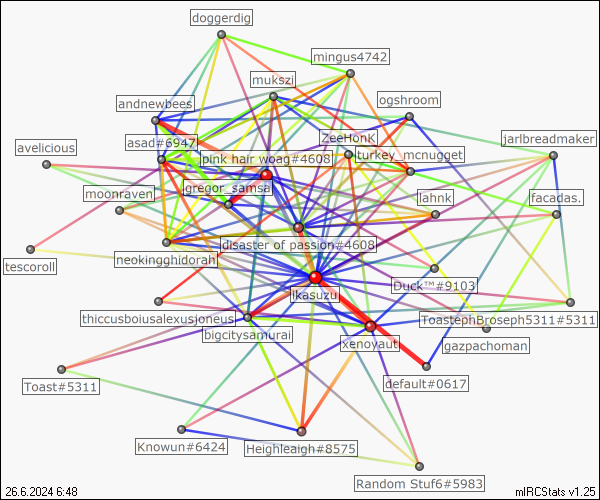 doggerdig
mingus4742
mukszi
andnewbees
ogshroom
asad#6947
ZeeHonK
jarlbreadmaker
avelicious
pink hair woag#4608
turkey_mcnugget
moonraven
gregor_samsa
lahnk
facadas.
disaster of passion#4608
neokingghidorah
tescoroll
Duck™#9103
ikasuzu
thiccusboiusalexusjoneus
ToastephBroseph5311#5311
bigcitysamurai
xenoyaut
gazpachoman
Toast#5311
default#0617
Knowun#6424
Heighleaigh#8575
Random Stuf6#5983
26.6.2024 6:48
mIRCStats v1.25